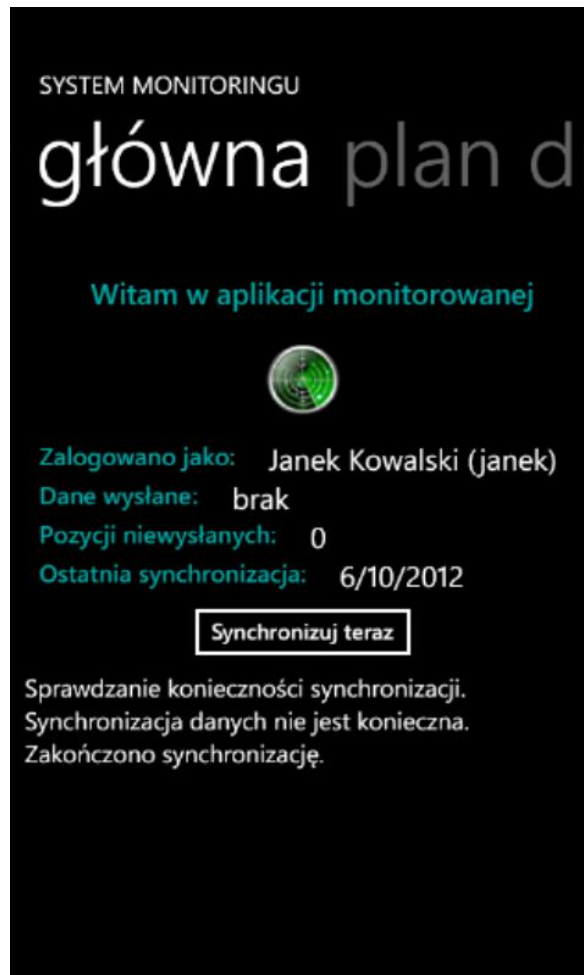 SYSTEM MONITORINGU
główna plan d
Witam w aplikacji monitorowanej
Zalogowano jako: Janek Kowalski (janek)
Dane wysłane: brak
Pozycji niewysłanych: 0
Ostatnia synchronizacja: 6/10/2012
Synchronizuj teraz
Sprawdzanie konieczności synchronizacji.
Synchronizacja danych nie jest konieczna.
Zakończono synchronizację.